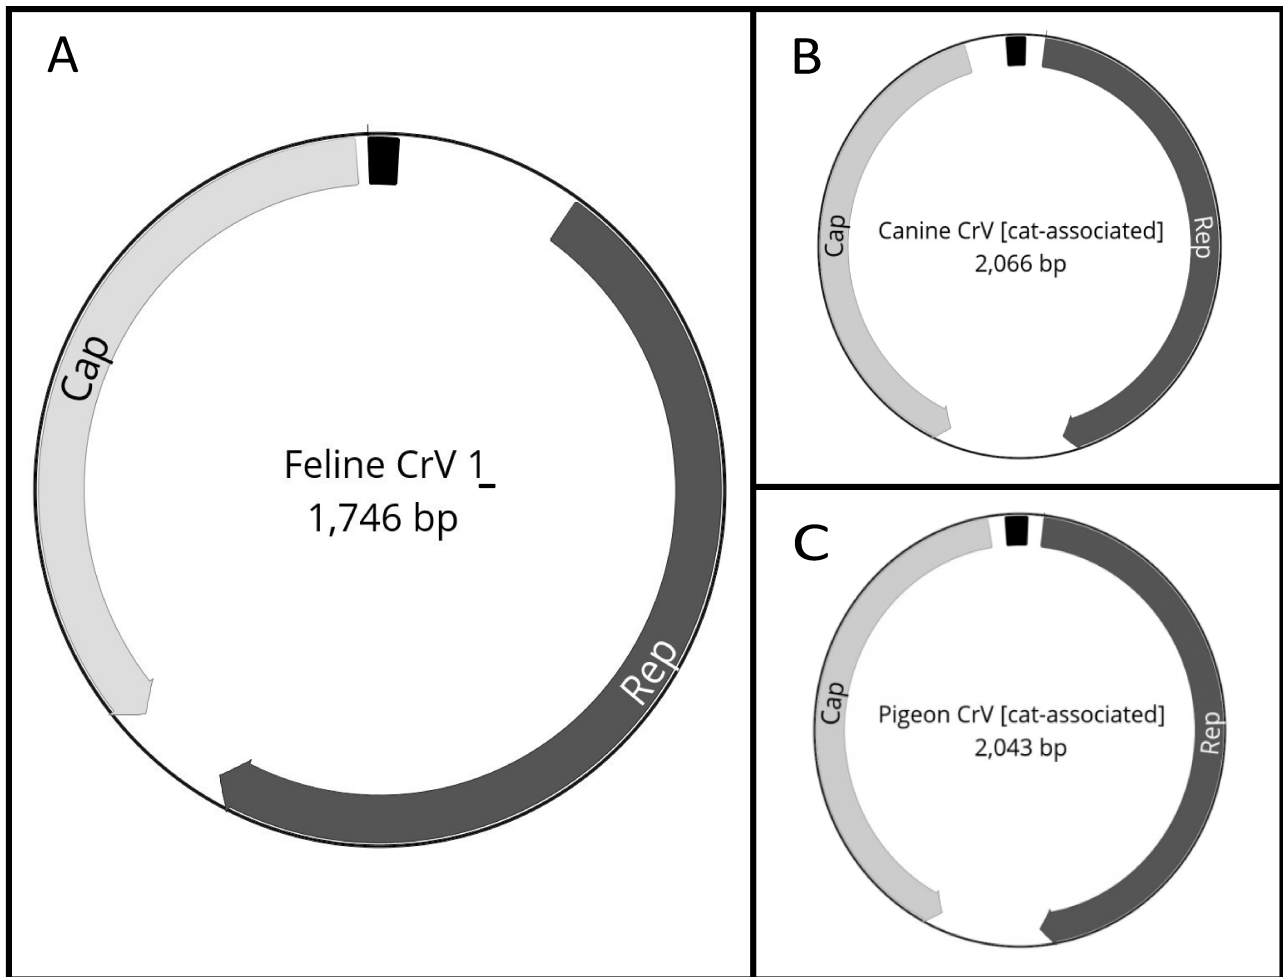 A
Cap
Feline CrV 1
1,746 bp
Rep
B
Cap
Canine CrV [cat-associated]
2,066 bp
Rep
C
Cap
Pigeon CrV [cat-associated]
2,043 bp
Rep